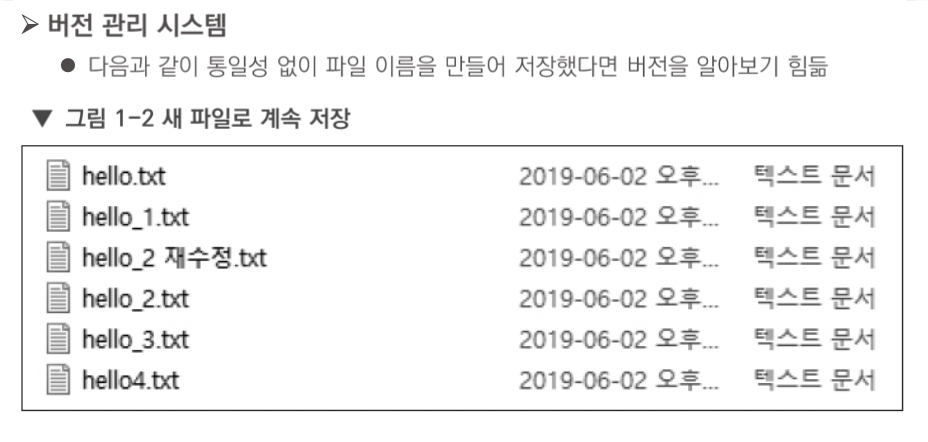 ➢ 버전 관리 시스템
● 다음과 같이 통일성 없이 파일 이름을 만들어 저장했다면 버전을 알아보기 힘듦
▼ 그림 1-2 새 파일로 계속 저장
hello.txt 2019-06-02 오후... 텍스트 문서
hello_1.txt 2019-06-02 오후... 텍스트 문서
hello_2 재수정.txt 2019-06-02 오후... 텍스트 문서
hello_2.txt 2019-06-02 오후... 텍스트 문서
hello_3.txt 2019-06-02 오후... 텍스트 문서
hello4.txt 2019-06-02 오후... 텍스트 문서